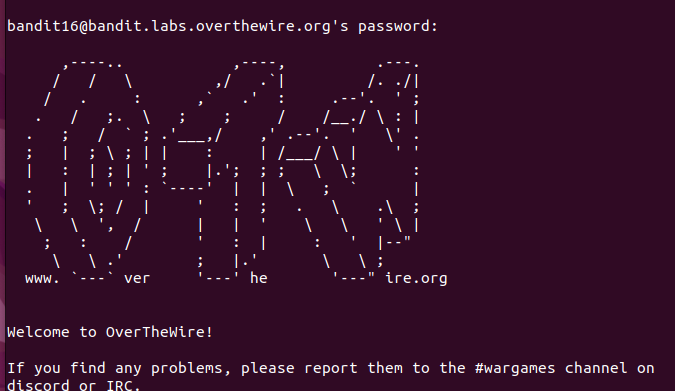 bandit16@bandit.labs.overthewire.org's password:
www. ver he ire.org
Welcome to OverTheWire!
If you find any problems, please report them to the #wargames channel on
discord or IRC.